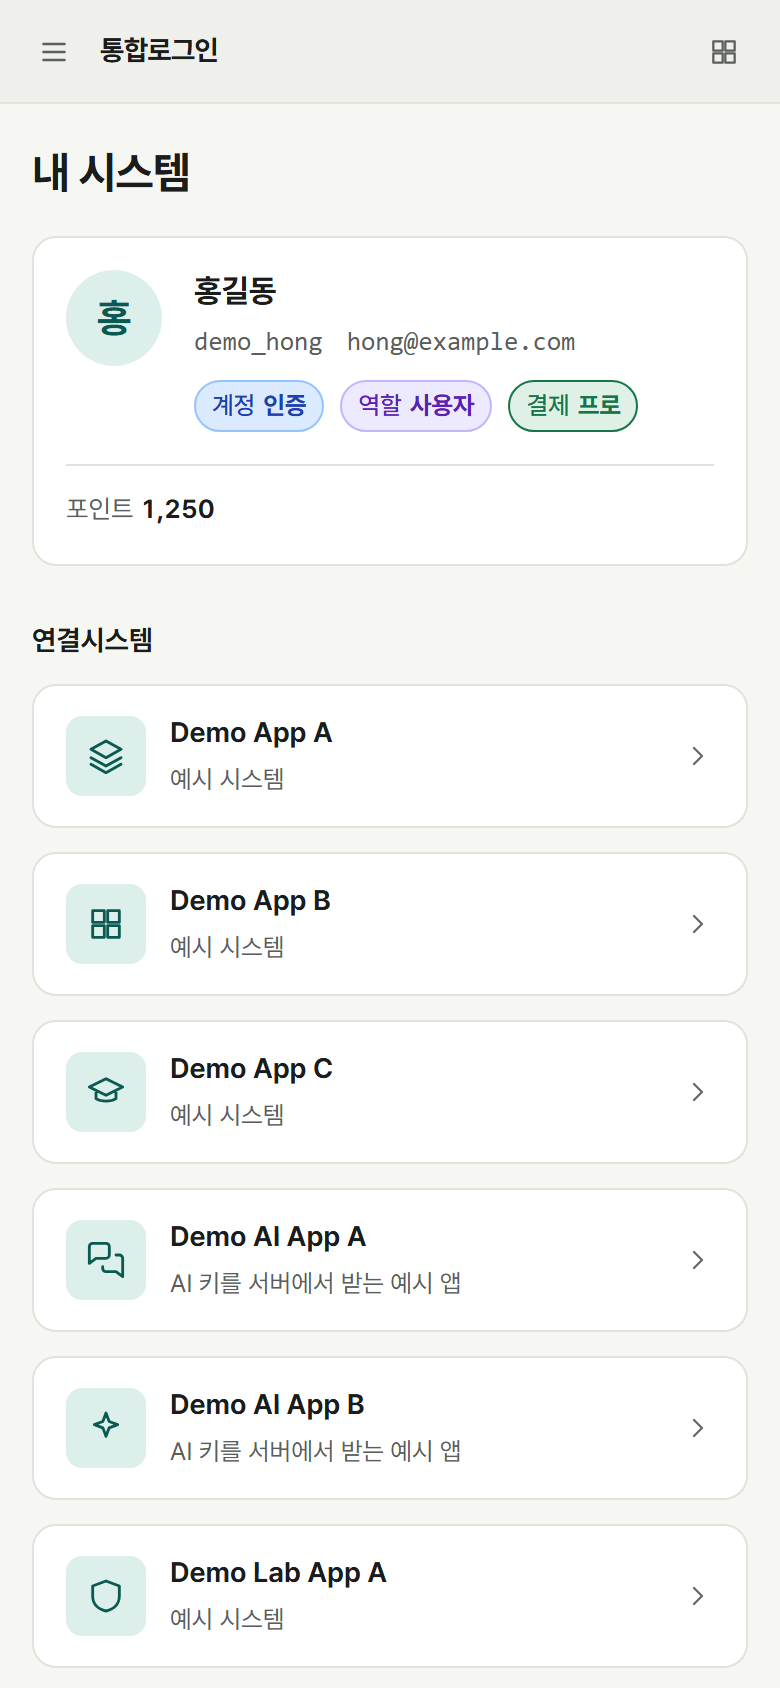 통합로그인
내 시스템
홍
홍길동
demo_hong hong@example.com
계정 인증 역할 사용자 결제 프로
포인트 1,250
연결시스템
Demo App A
예시 시스템
Demo App B
예시 시스템
Demo App C
예시 시스템
Demo AI App A
AI 키를 서버에서 받는 예시 앱
Demo AI App B
AI 키를 서버에서 받는 예시 앱
Demo Lab App A
예시 시스템